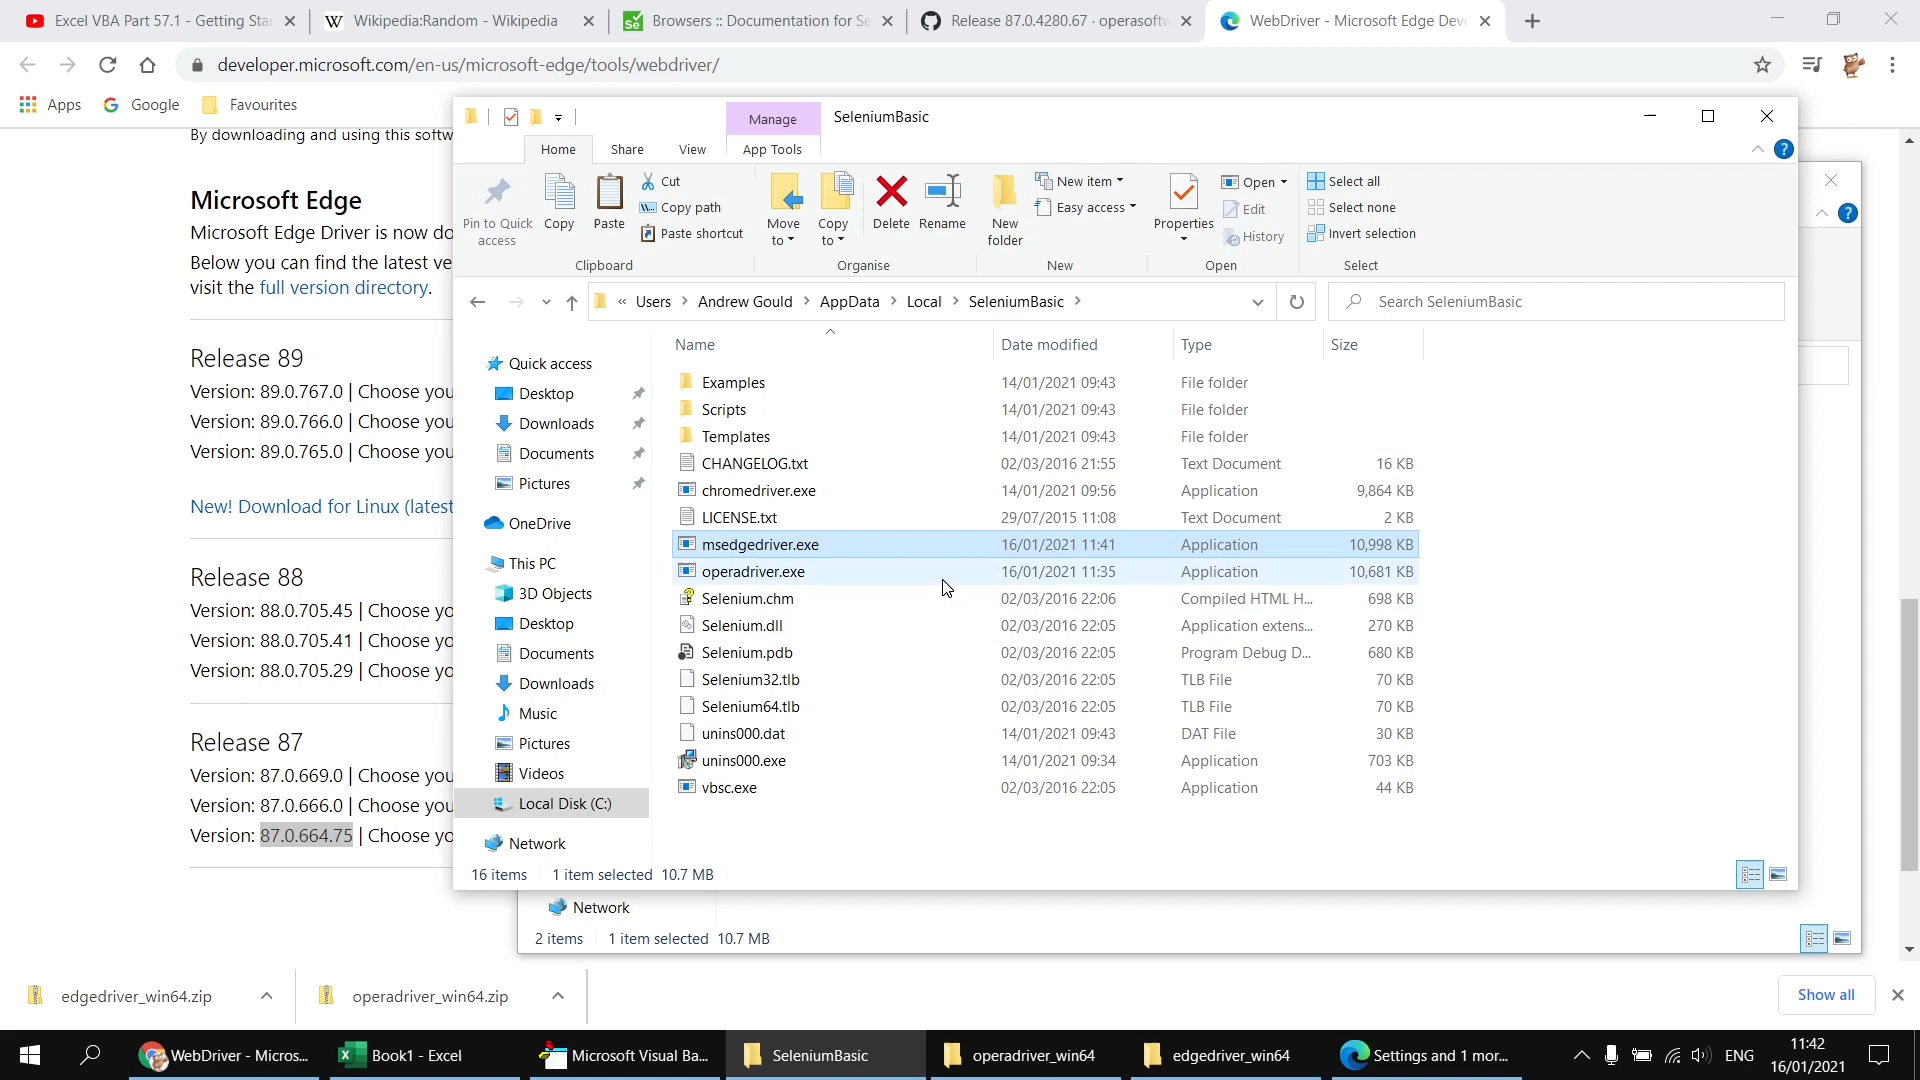 Excel VBA Part 57.1 - Getting Sta
Wikipedia:Random - Wikipedia
Browsers :: Documentation for Se
Release 87.0.4280.67 · operasoftw
WebDriver - Microsoft Edge Deve
developer.microsoft.com/en-us/microsoft-edge/tools/webdriver/
Apps
Google
Favourites
By downloading and using this softw
Microsoft Edge
Microsoft Edge Driver is now do
Below you can find the latest ve
visit the full version directory.
Release 89
Version: 89.0.767.0 | Choose you
Version: 89.0.766.0 | Choose you
Version: 89.0.765.0 | Choose you
New! Download for Linux (latest
Release 88
Version: 88.0.705.45 | Choose yo
Version: 88.0.705.41 | Choose yo
Version: 88.0.705.29 | Choose yo
Release 87
Version: 87.0.669.0 | Choose you
Version: 87.0.666.0 | Choose you
Version: 87.0.664.75 | Choose yo
Manage
SeleniumBasic
Home
Share
View
App Tools
Pin to Quick access
Copy
Paste
Cut
Copy path
Paste shortcut
Clipboard
Move to
Copy to
Delete
Rename
Organise
New folder
New item
Easy access
New
Properties
Open
Edit
History
Open
Select all
Select none
Invert selection
Select
« Users > Andrew Gould > AppData > Local > SeleniumBasic >
Search SeleniumBasic
Quick access
Desktop
Downloads
Documents
Pictures
OneDrive
This PC
3D Objects
Desktop
Documents
Downloads
Music
Pictures
Videos
Local Disk (C:)
Network
Name Date modified Type Size
Examples 14/01/2021 09:43 File folder
Scripts 14/01/2021 09:43 File folder
Templates 14/01/2021 09:43 File folder
CHANGELOG.txt 02/03/2016 21:55 Text Document 16 KB
chromedriver.exe 14/01/2021 09:56 Application 9,864 KB
LICENSE.txt 29/07/2015 11:08 Text Document 2 KB
msedgedriver.exe 16/01/2021 11:41 Application 10,998 KB
operadriver.exe 16/01/2021 11:35 Application 10,681 KB
Selenium.chm 02/03/2016 22:06 Compiled HTML H... 698 KB
Selenium.dll 02/03/2016 22:05 Application extens... 270 KB
Selenium.pdb 02/03/2016 22:05 Program Debug D... 680 KB
Selenium32.tlb 02/03/2016 22:05 TLB File 70 KB
Selenium64.tlb 02/03/2016 22:05 TLB File 70 KB
unins000.dat 14/01/2021 09:43 DAT File 30 KB
unins000.exe 14/01/2021 09:34 Application 703 KB
vbsc.exe 02/03/2016 22:05 Application 44 KB
16 items 1 item selected 10.7 MB
Network
2 items 1 item selected 10.7 MB
edgedriver_win64.zip
operadriver_win64.zip
Show all
WebDriver - Micros...
Book1 - Excel
Microsoft Visual Ba...
SeleniumBasic
operadriver_win64
edgedriver_win64
Settings and 1 mor...
ENG
11:42
16/01/2021